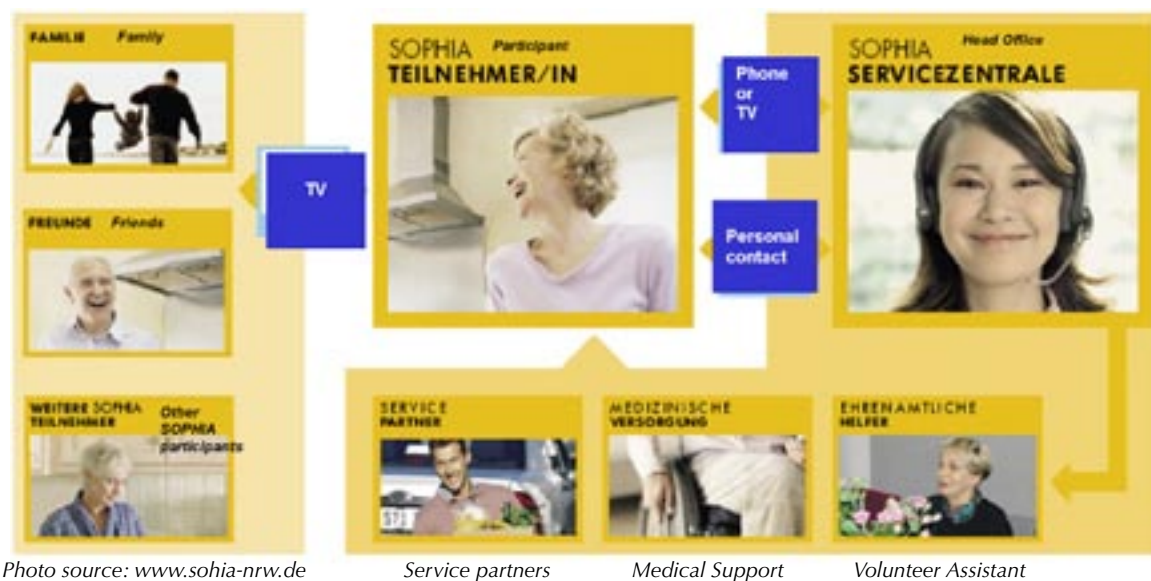 FAMILIE Family
FREUNDE Friends
WEITERE SOPHIA Other
TEILNEHMER SOPHIA
participants
TV
SOPHIA Participant
TEILNEHMER/IN
Phone
or
TV
Personal
contact
SOPHIA Head Office
SERVICEZENTRALE
SERVICE
PARTNER
MEDIZINISCHE
VERSORGUNG
EHRENAMTLICHE
HELFER
Photo source: www.sohia-nrw.de
Service partners
Medical Support
Volunteer Assistant